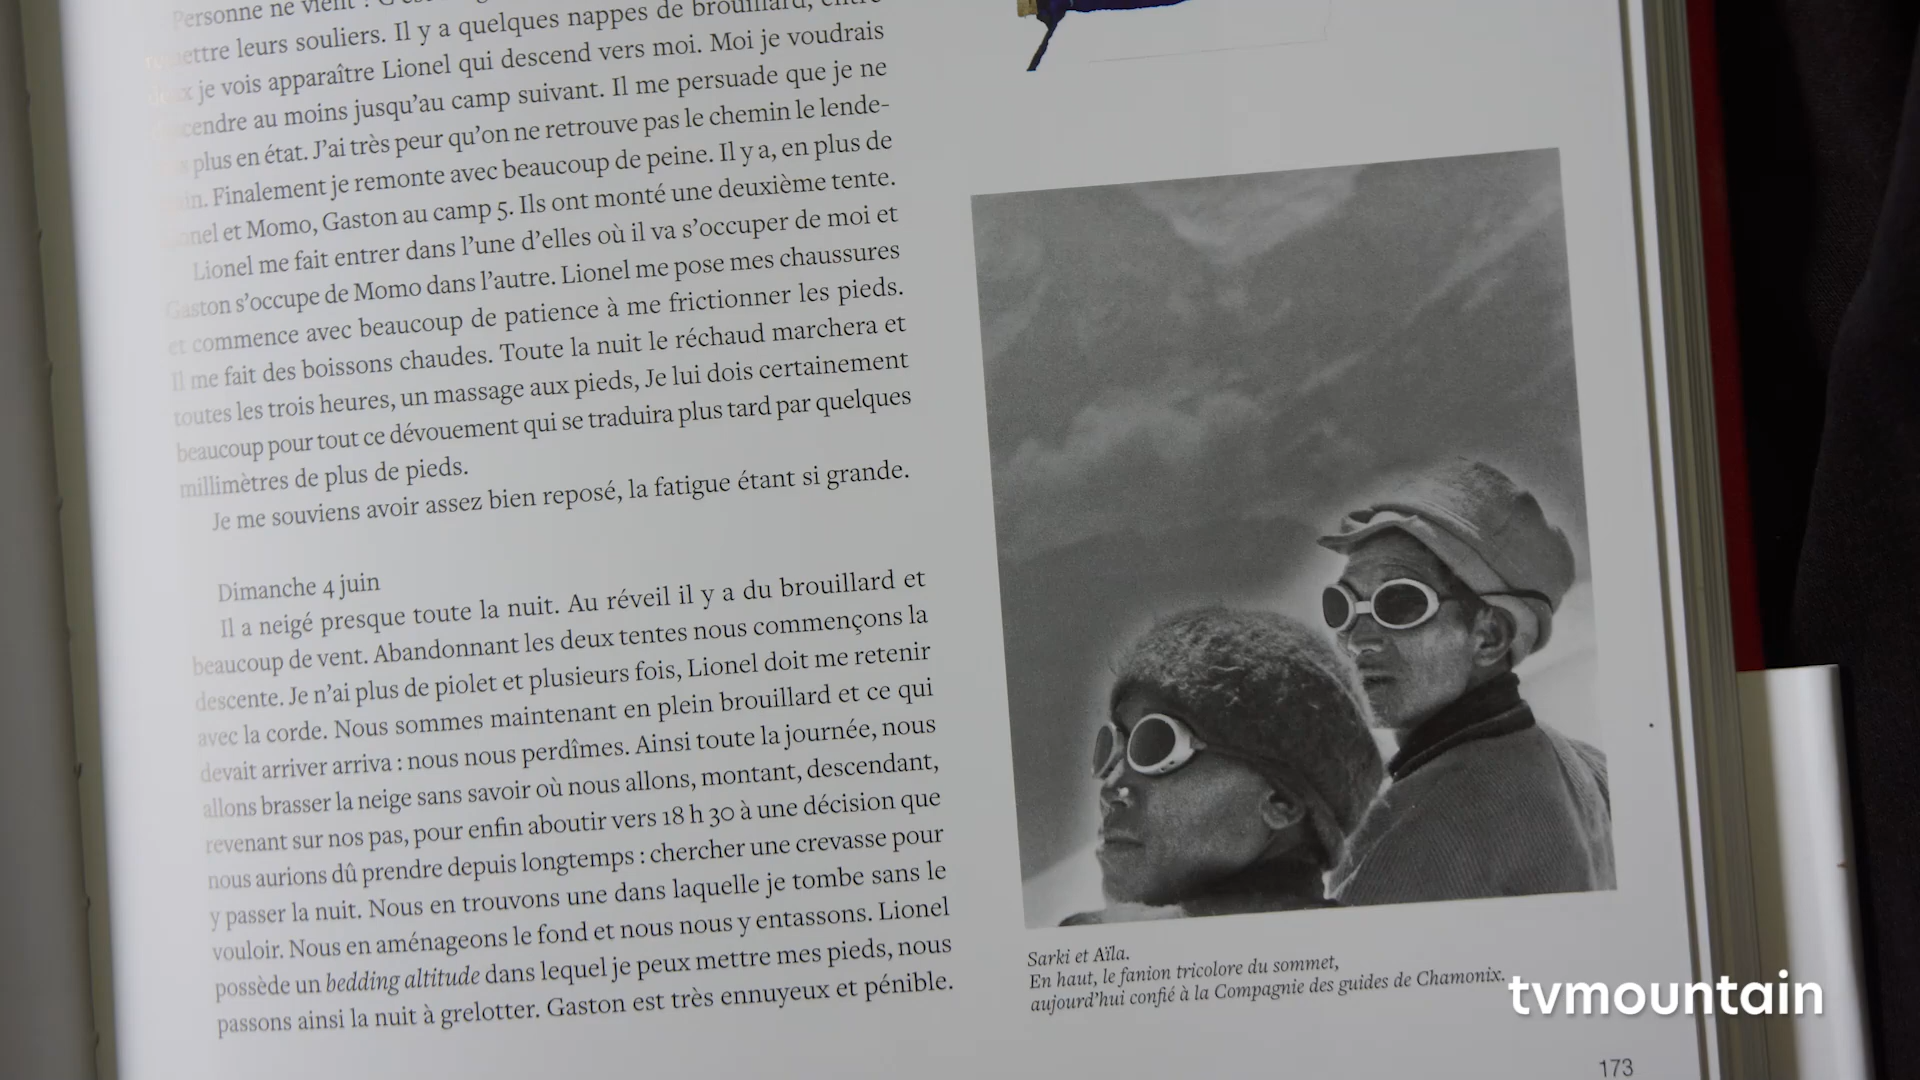 Personne ne vient
mettre leurs souliers. Il y a quelques nappes de brouillard, entre
je vois apparaître Lionel qui descend vers moi. Moi je voudrais
cendre au moins jusqu'au camp suivant. Il me persuade que je ne
plus en état. J'ai très peur qu'on ne retrouve pas le chemin le lende-
in. Finalement je remonte avec beaucoup de peine. Il y a, en plus de
onel et Momo, Gaston au camp 5. Ils ont monté une deuxième tente.
Lionel me fait entrer dans l'une d'elles où il va s'occuper de moi et
Gaston s'occupe de Momo dans l'autre. Lionel me pose mes chaussures
et commence avec beaucoup de patience à me frictionner les pieds.
Il me fait des boissons chaudes. Toute la nuit le réchaud marchera et
toutes les trois heures, un massage aux pieds, Je lui dois certainement
beaucoup pour tout ce dévouement qui se traduira plus tard par quelques
millimètres de plus de pieds.
Je me souviens avoir assez bien reposé, la fatigue étant si grande.
Dimanche 4 juin
Il a neigé presque toute la nuit. Au réveil il y a du brouillard et
beaucoup de vent. Abandonnant les deux tentes nous commençons la
descente. Je n'ai plus de piolet et plusieurs fois, Lionel doit me retenir
avec la corde. Nous sommes maintenant en plein brouillard et ce qui
devait arriver arriva : nous nous perdîmes. Ainsi toute la journée, nous
allons brasser la neige sans savoir où nous allons, montant, descendant,
revenant sur nos pas, pour enfin aboutir vers 18 h 30 à une décision que
nous aurions dû prendre depuis longtemps : chercher une crevasse pour
y passer la nuit. Nous en trouvons une dans laquelle je tombe sans le
vouloir. Nous en aménageons le fond et nous nous y entassons. Lionel
possède un bedding altitude dans lequel je peux mettre mes pieds, nous
passons ainsi la nuit à grelotter. Gaston est très ennuyeux et pénible.
Sarki et Aïla.
En haut, le fanion tricolore du sommet,
aujourd'hui confié à la Compagnie des guides de Chamonix.
tvmountain
173